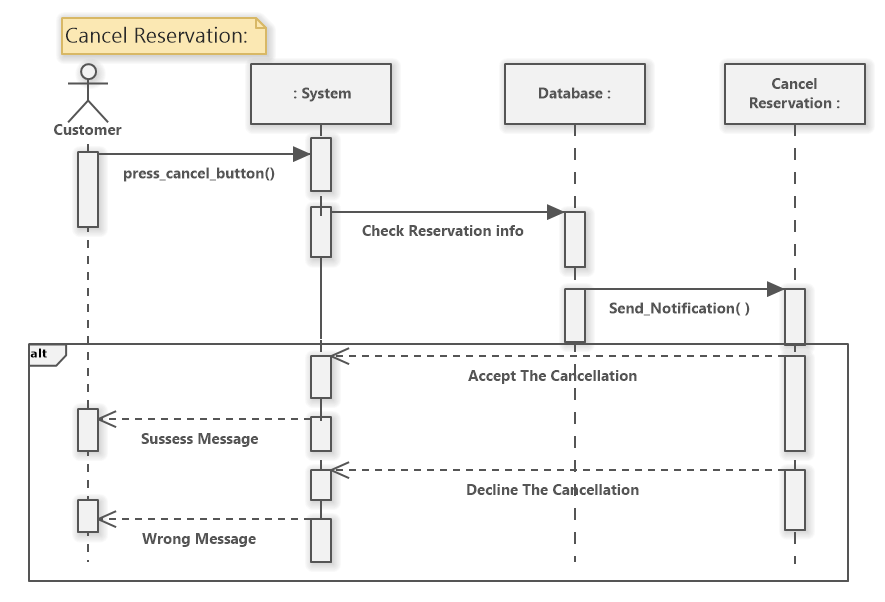 Cancel Reservation:
Customer
: System
Database :
Cancel
Reservation :
press_cancel_button()
Check Reservation info
Send_Notification( )
alt
Accept The Cancellation
Sussess Message
Decline The Cancellation
Wrong Message